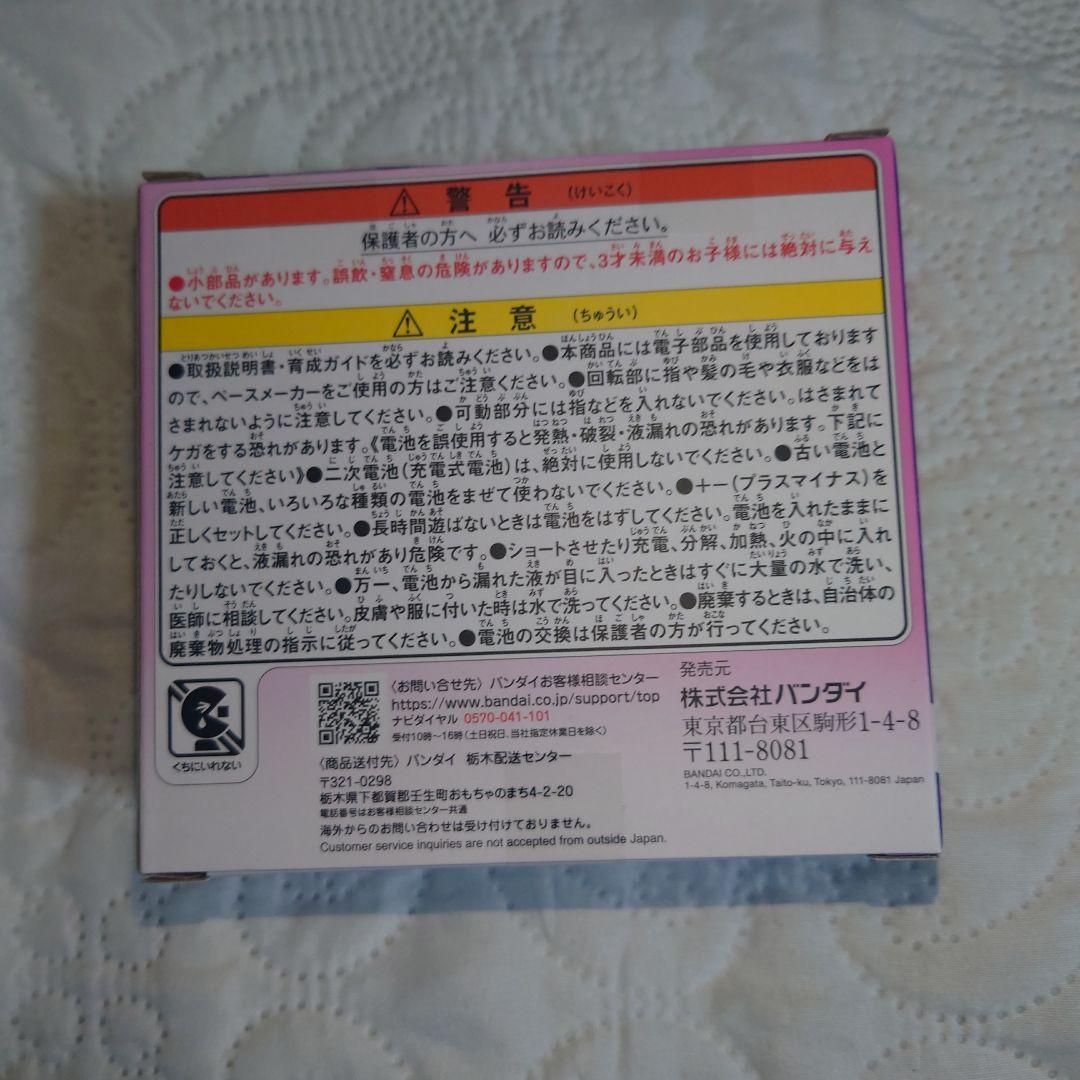 ⚠ 警告 (けいこく)
保護者の方へ 必ずお読みください。
●小部品があります。誤飲・窒息の危険がありますので、3才未満のお子様には絶対に与え
ないでください。
⚠ 注意 (ちゅうい)
●取扱説明書・育成ガイドを必ずお読みください。●本商品には電子部品を使用しております
ので、ペースメーカーをご使用の方はご注意ください。●回転部に指や髪の毛や衣服などをは
さまれないように注意してください。●可動部分には指などを入れないでください。はさまれて
ケガをする恐れがあります。《電池を誤使用すると発熱・破裂・液漏れの恐れがあります。下記に
注意してください》●二次電池(充電式電池)は、絶対に使用しないでください。●古い電池と
新しい電池、いろいろな種類の電池をまぜて使わないでください。●+-(プラスマイナス)を
正しくセットしてください。●長時間遊ばないときは電池をはずしてください。電池を入れたままに
しておくと、液漏れの恐れがあり危険です。●ショートさせたり充電、分解、加熱、火の中に入れ
たりしないでください。●万一、電池から漏れた液が目に入ったときはすぐに大量の水で洗い、
医師に相談してください。皮膚や服に付いた時は水で洗ってください。●廃棄するときは、自治体の
廃棄物処理の指示に従ってください。●電池の交換は保護者の方が行ってください。
くちにいれない
〈お問い合せ先〉バンダイお客様相談センター
https://www.bandai.co.jp/support/top
ナビダイヤル 0570-041-101
受付10時~16時(土日祝日、当社指定休業日を除く)
〈商品送付先〉バンダイ 栃木配送センター
〒321-0298
栃木県下都賀郡壬生町おもちゃのまち4-2-20
電話番号はお客様相談センター共通
海外からのお問い合わせは受け付けておりません。
Customer service inquiries are not accepted from outside Japan.
発売元
株式会社バンダイ
東京都台東区駒形1-4-8
〒111-8081
BANDAI CO.,LTD.
1-4-8, Komagata, Taito-ku, Tokyo, 111-8081 Japan